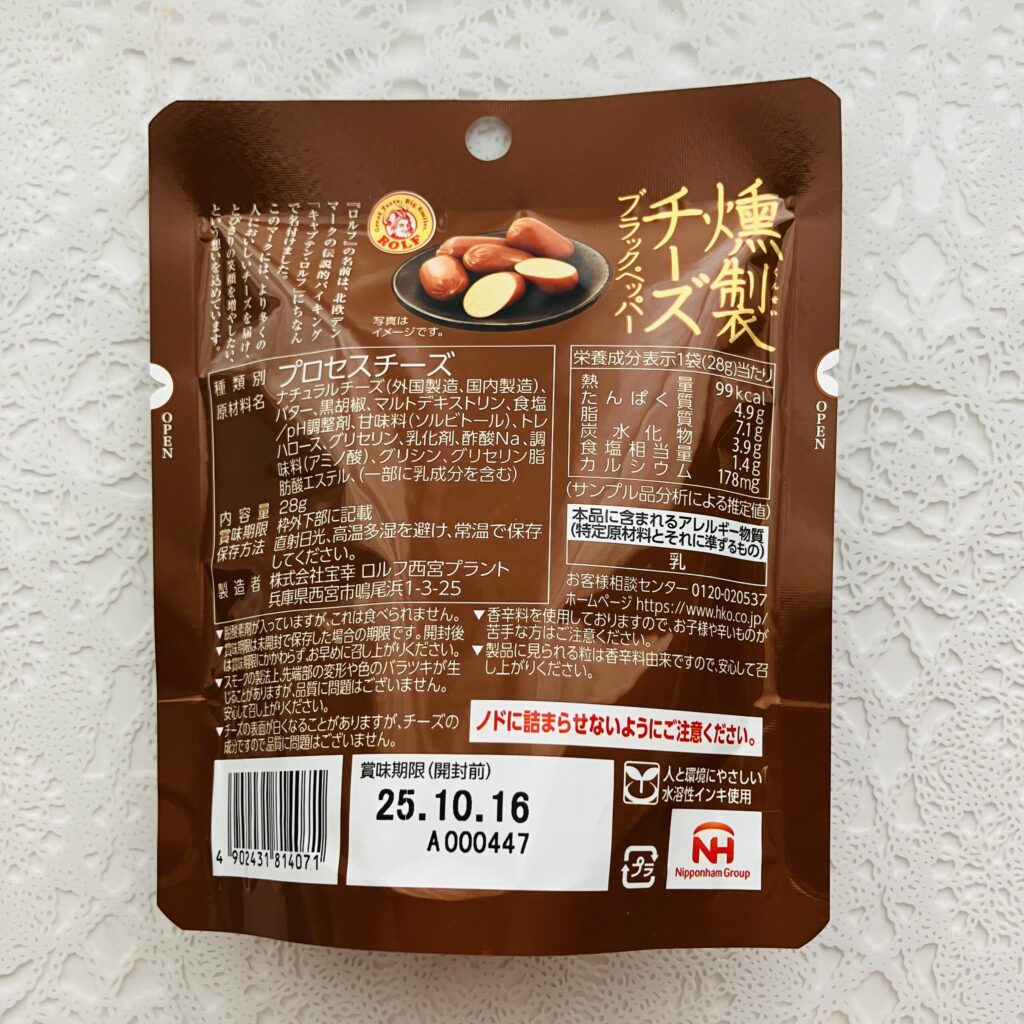 燻製
チーズ
ブラックペッパー
Great Taste, Big Smiles.
ROLF
『ロルフ』の名前は、北欧デン
マークの伝説的バイキング
「キャプテン・ロルフ」にちなん
で名付けました。
このマークには、より多くの
人においしいチーズを届け、
という想いを込めています。
写真は
イメージです。
OPEN
OPEN
種類別 プロセスチーズ
原材料名 ナチュラルチーズ(外国製造、国内製造)、
バター、黒胡椒、マルトデキストリン、食塩
/pH調整剤、甘味料(ソルビトール)、トレ
ハロース、グリセリン、乳化剤、酢酸Na、調
味料(アミノ酸)、グリシン、グリセリン脂
肪酸エステル、(一部に乳成分を含む)
内容量 28g
賞味期限 枠外下部に記載
保存方法 直射日光、高温多湿を避け、常温で保存
してください。
製造者 株式会社宝幸 ロルフ西宮プラント
兵庫県西宮市鳴尾浜1-3-25
栄養成分表示1袋(28g)当たり
熱量 99kcal
たんぱく質 4.9g
脂質 7.1g
炭水化物 3.9g
食塩相当量 1.4g
カルシウム 178mg
(サンプル品分析による推定値)
本品に含まれるアレルギー物質
(特定原材料とそれに準ずるもの)
乳
お客様相談センター 0120-020537
ホームページ https://www.hko.co.jp/
▼脱酸素剤が入っていますが、これは食べられません。
▼賞味期限は未開封で保存した場合の期限です。開封後
は賞味期限にかかわらず、お早めに召し上がりください。
▼スモークの製法上、先端部の変形や色のバラツキが生
じることがありますが、品質に問題はございません。
安心して召し上がりください。
▼チーズの表面が白くなることがありますが、チーズの
成分ですので品質に問題はございません。
▼香辛料を使用しておりますので、お子様や辛いものが
苦手な方はご注意ください。
▼製品に見られる粒は香辛料由来ですので、安心して召
し上がりください。
ノドに詰まらせないようにご注意ください。
4 902431 814071
賞味期限(開封前)
25.10.16
A000447
人と環境にやさしい
水溶性インキ使用
プラ
NH
Nipponham Group